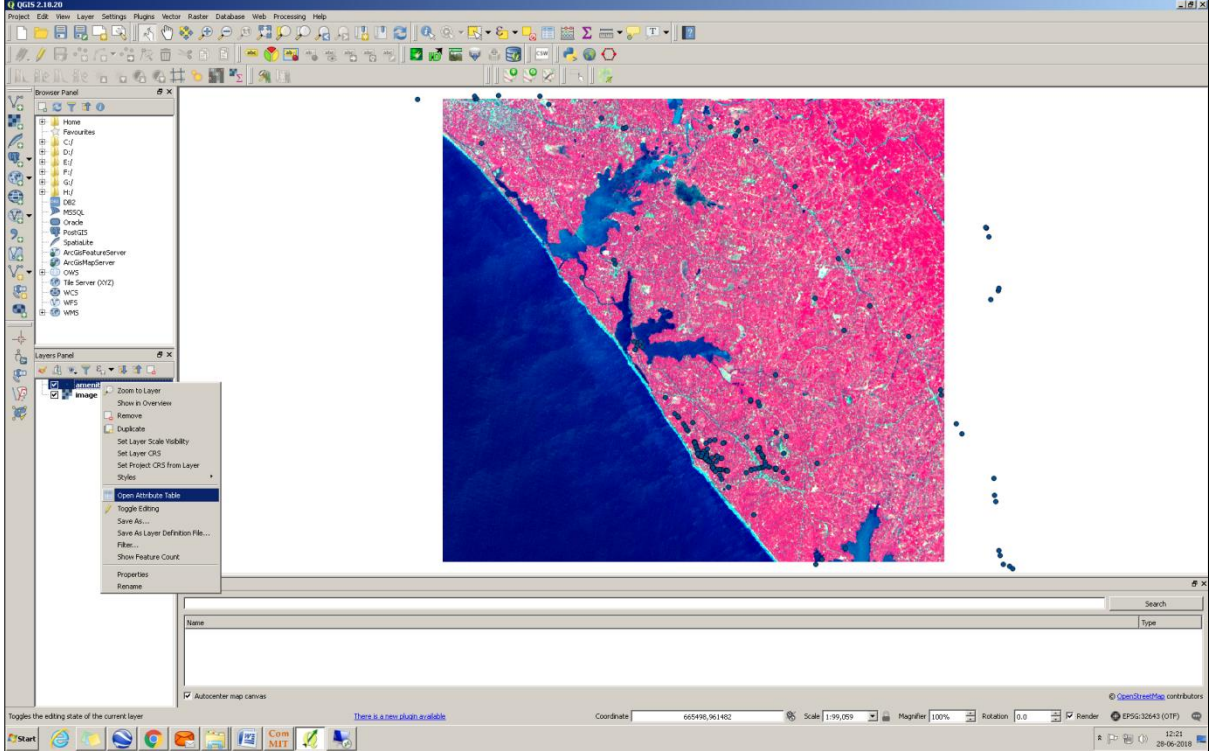 QGIS 2.18.20
Project Edit View Layer Settings Plugins Vector Raster Database Web Processing Help
CSW
Browser Panel
Home
Favourites
C:/
D:/
E:/
F:/
G:/
H:/
DB2
MSSQL
Oracle
PostGIS
SpatiaLite
ArcGisFeatureServer
ArcGisMapServer
OWS
Tile Server (XYZ)
WCS
WFS
WMS
Layers Panel
image
Zoom to Layer
Show in Overview
Remove
Duplicate
Set Layer Scale Visibility
Set Layer CRS
Set Project CRS from Layer
Styles
Open Attribute Table
Toggle Editing
Save As...
Save As Layer Definition File...
Filter...
Show Feature Count
Properties
Rename
Search
Name Type
Autocenter map canvas
© OpenStreetMap contributors
Toggles the editing state of the current layer There is a new plugin available Coordinate 665498,961482 Scale 1:99,059 Magnifier 100% Rotation 0.0 Render EPSG:32643 (OTF)
Start
Com
MIT
12:21
28-06-2018